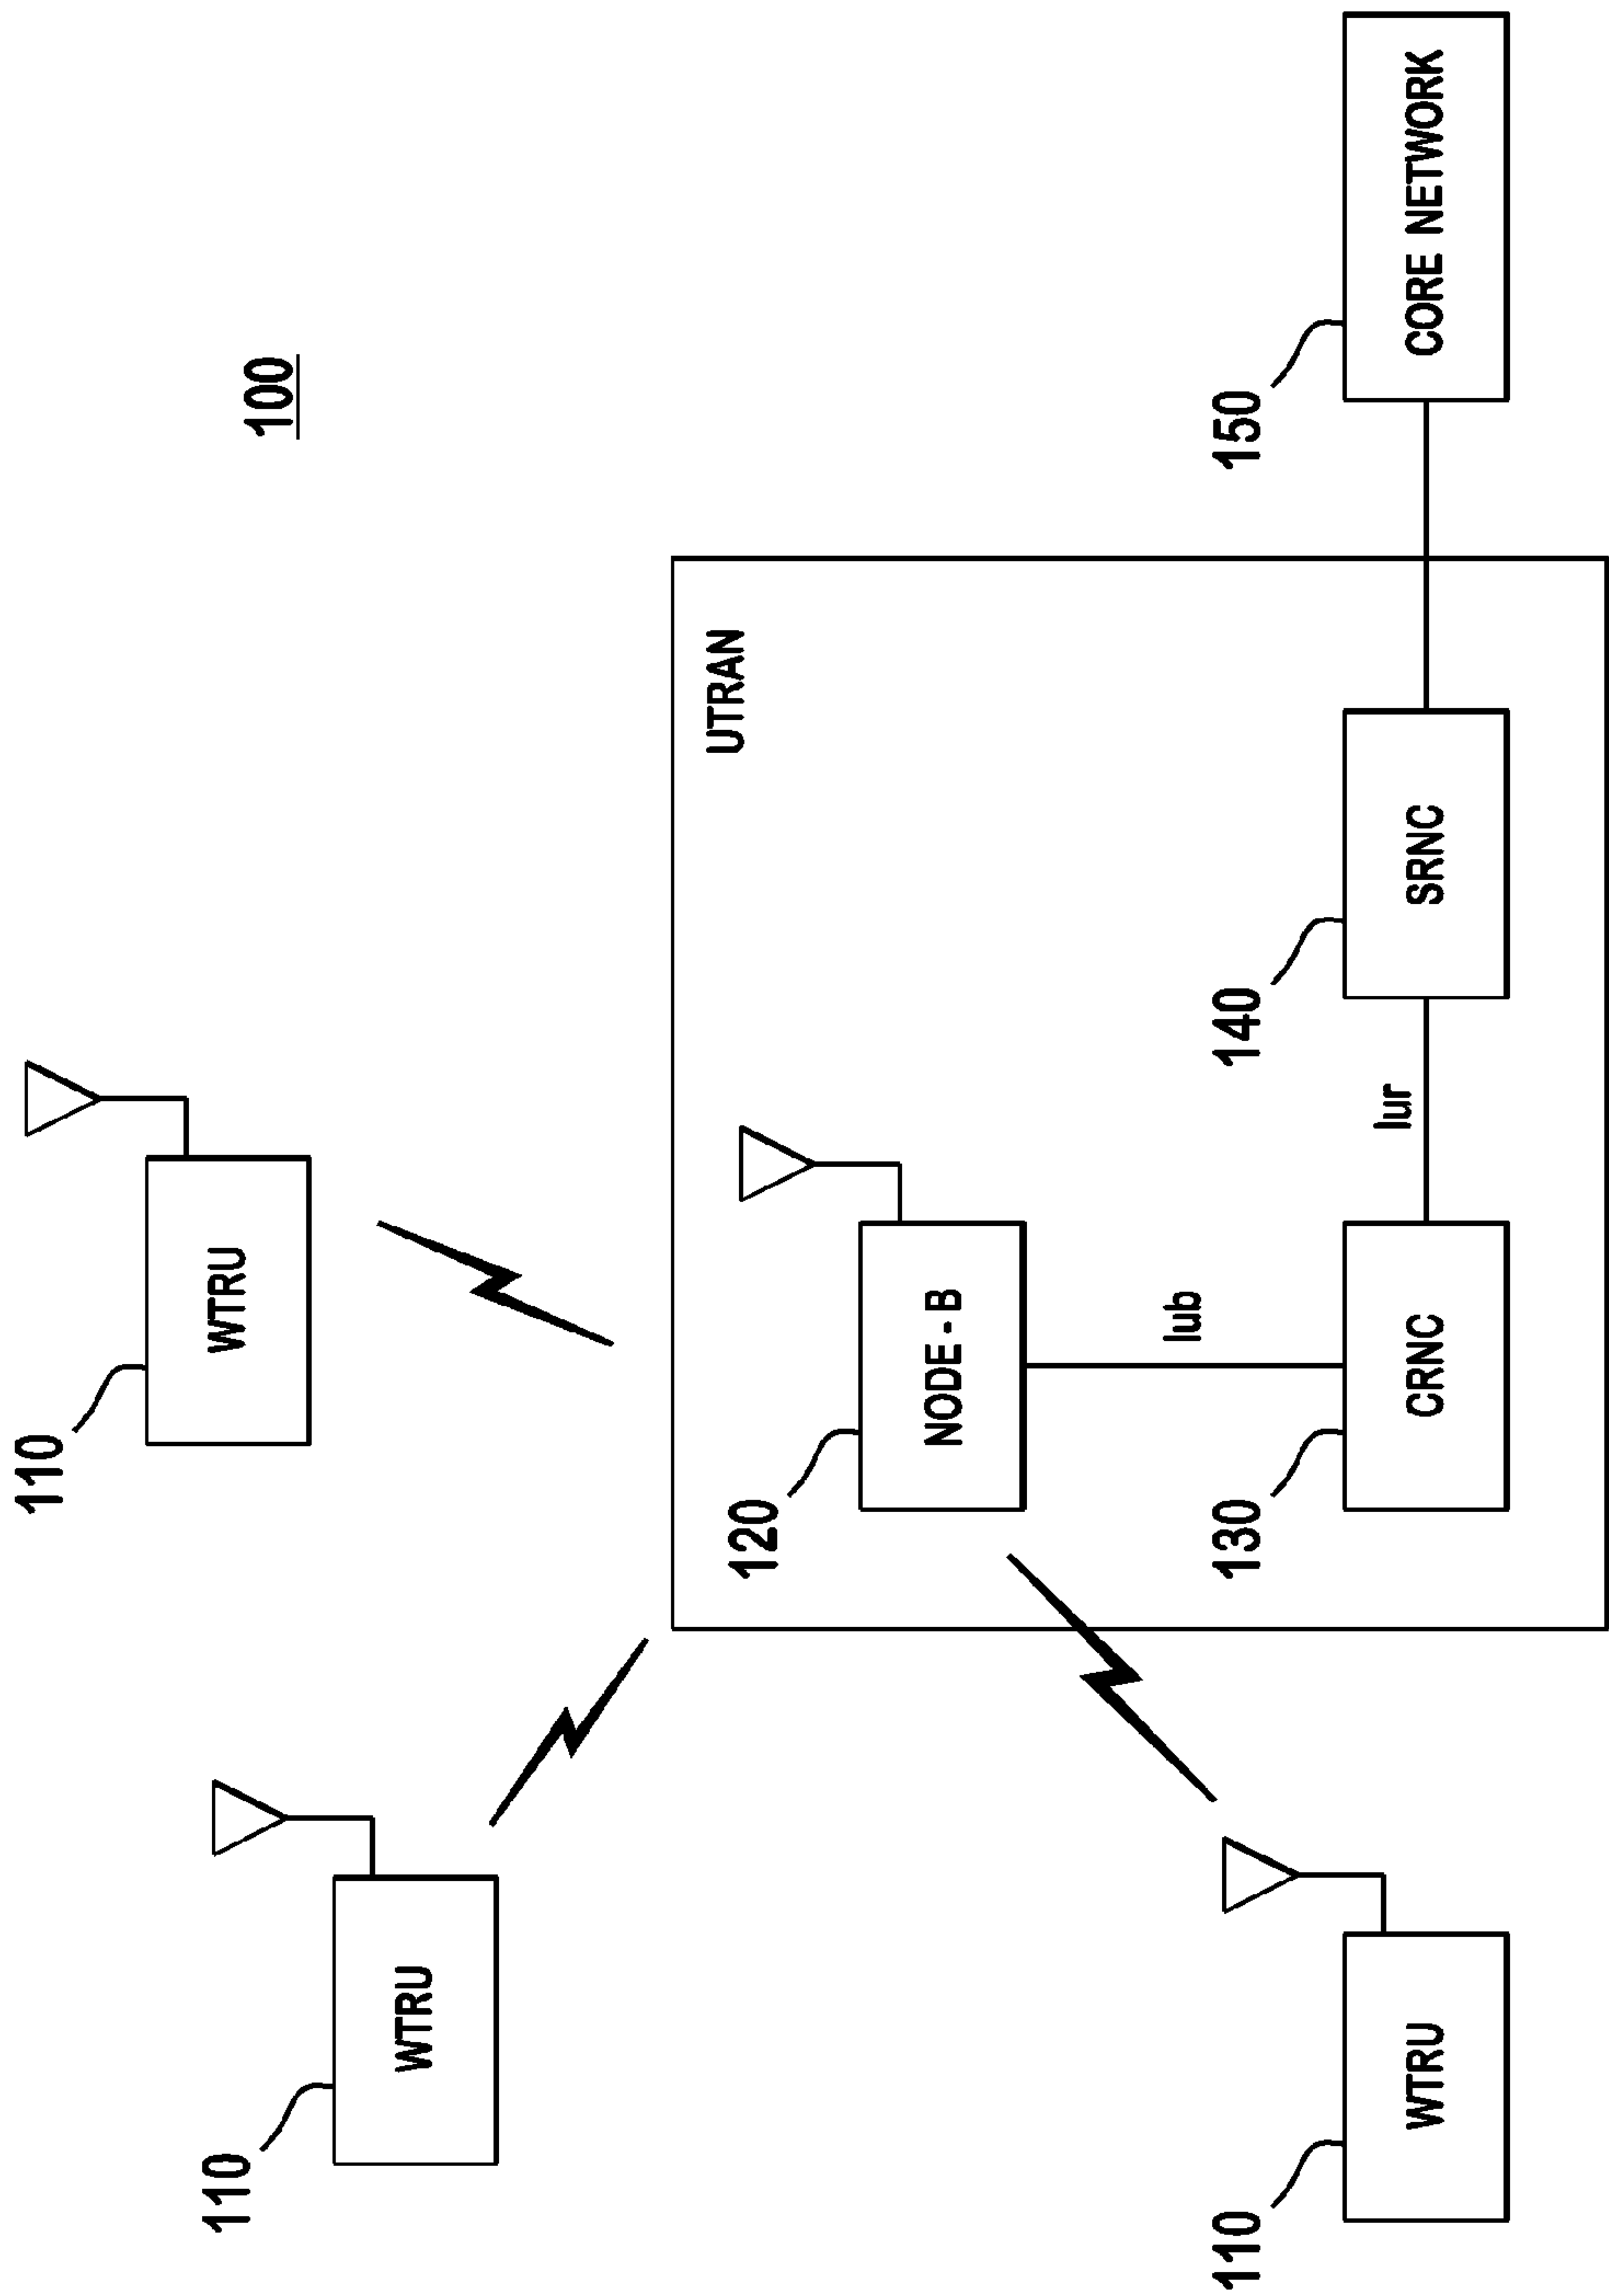 100
110
WTRU
110
WTRU
110
WTRU
UTRAN
120
NODE - B
Iub
130
CRNC
Iur
140
SRNC
150
CORE NETWORK